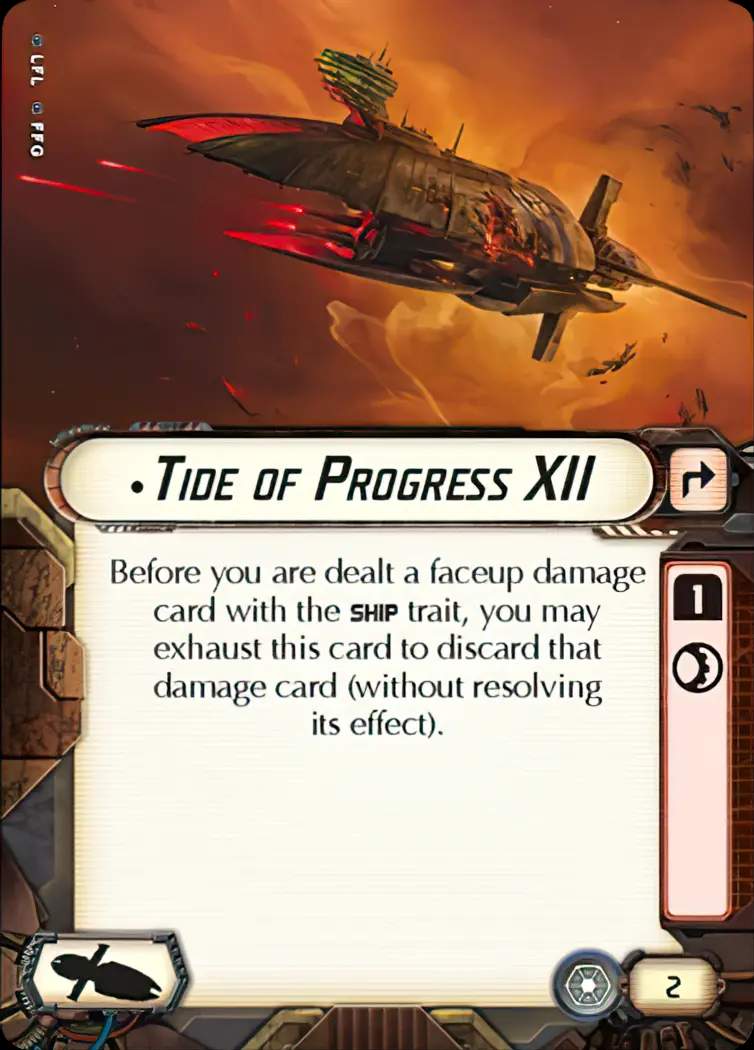 LFL FFG
• TIDE OF PROGRESS XII
Before you are dealt a faceup damage
card with the SHIP trait, you may
exhaust this card to discard that
damage card (without resolving
its effect).
1
2